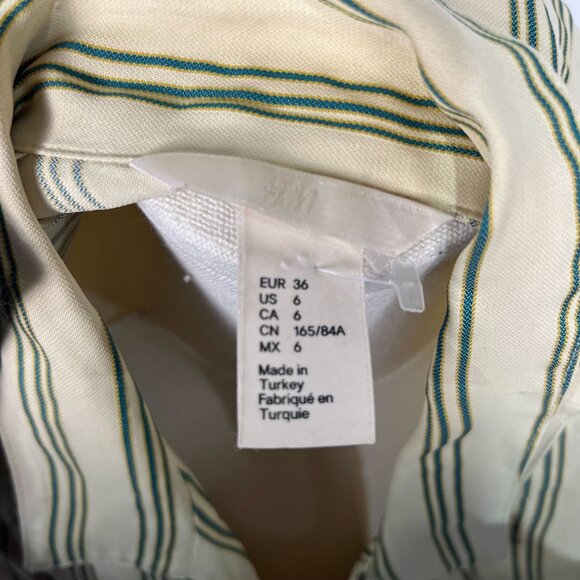 H&M
EUR 36
US 6
CA 6
CN 165/84A
MX 6
Made in
Turkey
Fabriqué en
Turquie